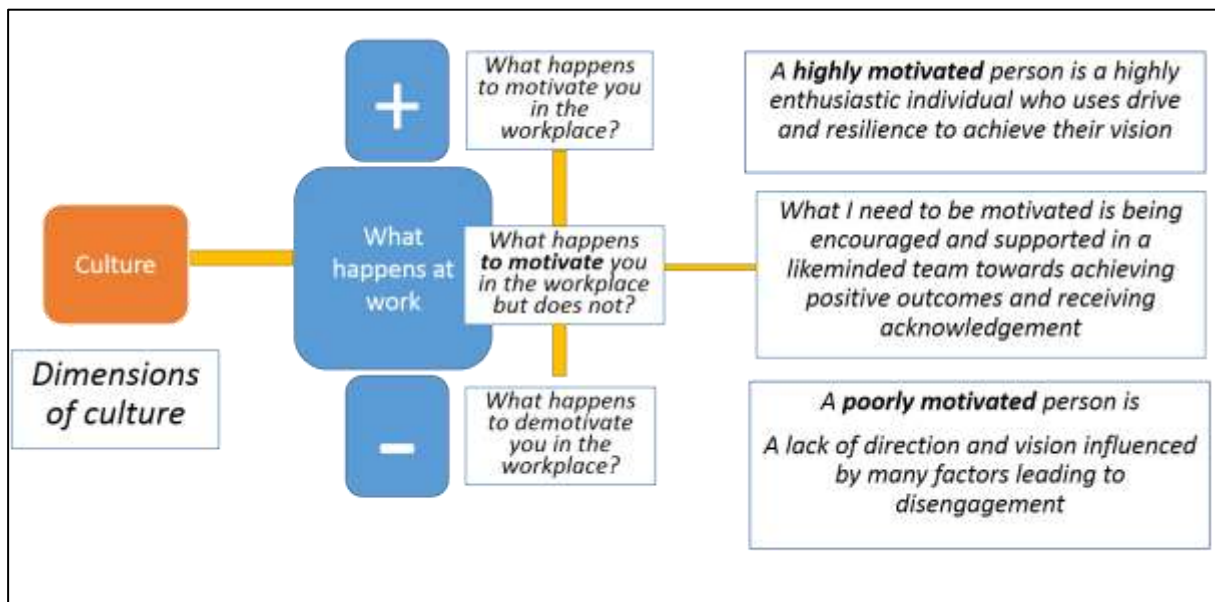 Culture
Dimensions
of culture
+
What
happens at
work
-
What happens
to motivate you
in the
workplace?
What happens
to motivate you
in the workplace
but does not?
What happens
to demotivate
you in the
workplace?
A highly motivated person is a highly
enthusiastic individual who uses drive
and resilience to achieve their vision
What I need to be motivated is being
encouraged and supported in a
likeminded team towards achieving
positive outcomes and receiving
acknowledgement
A poorly motivated person is
A lack of direction and vision influenced
by many factors leading to
disengagement